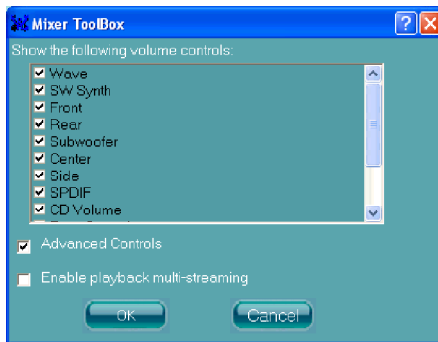 Mixer ToolBox
Show the following volume controls:
Wave
SW Synth
Front
Rear
Subwoofer
Center
Side
SPDIF
CD Volume
Advanced Controls
Enable playback multi-streaming
OK
Cancel